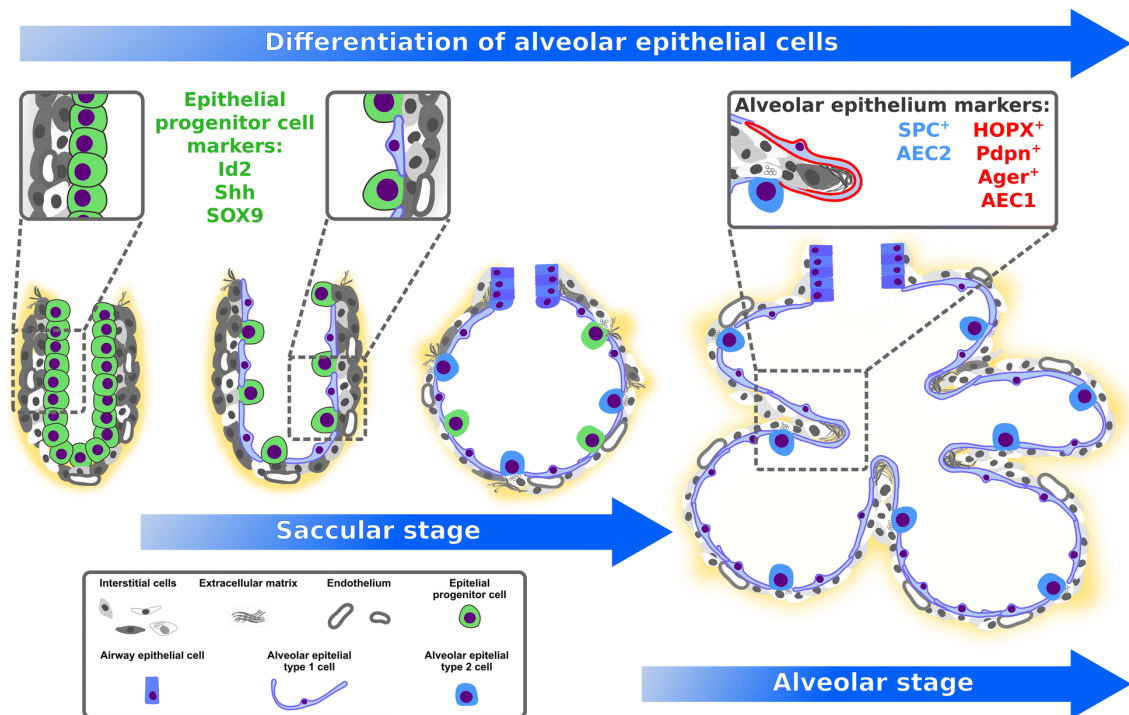 Differentiation of alveolar epithelial cells
Epithelial
progenitor cell
markers:
Id2
Shh
SOX9
Alveolar epithelium markers:
SPC⁺
AEC2
HOPX⁺
Pdpn⁺
Ager⁺
AEC1
Saccular stage
Interstitial cells
Extracellular matrix
Endothelium
Epitelial
progenitor cell
Airway epithelial cell
Alveolar epitelial
type 1 cell
Alveolar epitelial
type 2 cell
Alveolar stage